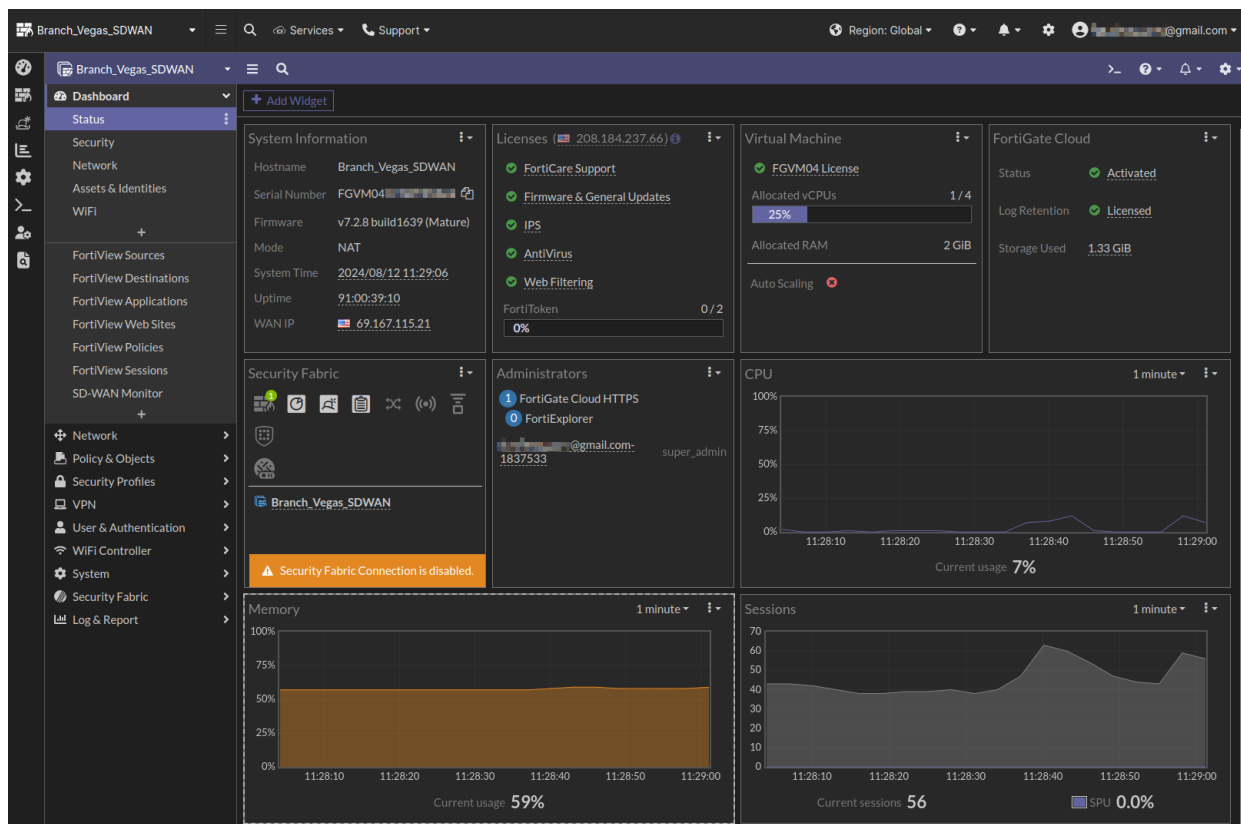 Branch_Vegas_SDWAN
Services
Support
Region: Global
@gmail.com
Branch_Vegas_SDWAN
Dashboard
Status
Security
Network
Assets & Identities
WiFi
+
FortiView Sources
FortiView Destinations
FortiView Applications
FortiView Web Sites
FortiView Policies
FortiView Sessions
SD-WAN Monitor
+
Network
Policy & Objects
Security Profiles
VPN
User & Authentication
WiFi Controller
System
Security Fabric
Log & Report
+ Add Widget
System Information
Hostname Branch_Vegas_SDWAN
Serial Number FGVM04
Firmware v7.2.8 build1639 (Mature)
Mode NAT
System Time 2024/08/12 11:29:06
Uptime 91:00:39:10
WAN IP 69.167.115.21
Licenses (208.184.237.66)
FortiCare Support
Firmware & General Updates
IPS
AntiVirus
Web Filtering
FortiToken 0/2
0%
Virtual Machine
FGVM04 License
Allocated vCPUs 1/4
25%
Allocated RAM 2 GiB
Auto Scaling
FortiGate Cloud
Status Activated
Log Retention Licensed
Storage Used 1.33 GiB
Security Fabric
1
Branch_Vegas_SDWAN
Security Fabric Connection is disabled.
Administrators
1 FortiGate Cloud HTTPS
0 FortiExplorer
@gmail.com-
1837533 super_admin
CPU 1 minute
100%
75%
50%
25%
0%
11:28:10 11:28:20 11:28:30 11:28:40 11:28:50 11:29:00
Current usage 7%
Memory 1 minute
100%
75%
50%
25%
0%
11:28:10 11:28:20 11:28:30 11:28:40 11:28:50 11:29:00
Current usage 59%
Sessions 1 minute
70
60
50
40
30
20
10
0
11:28:10 11:28:20 11:28:30 11:28:40 11:28:50 11:29:00
Current sessions 56 SPU 0.0%